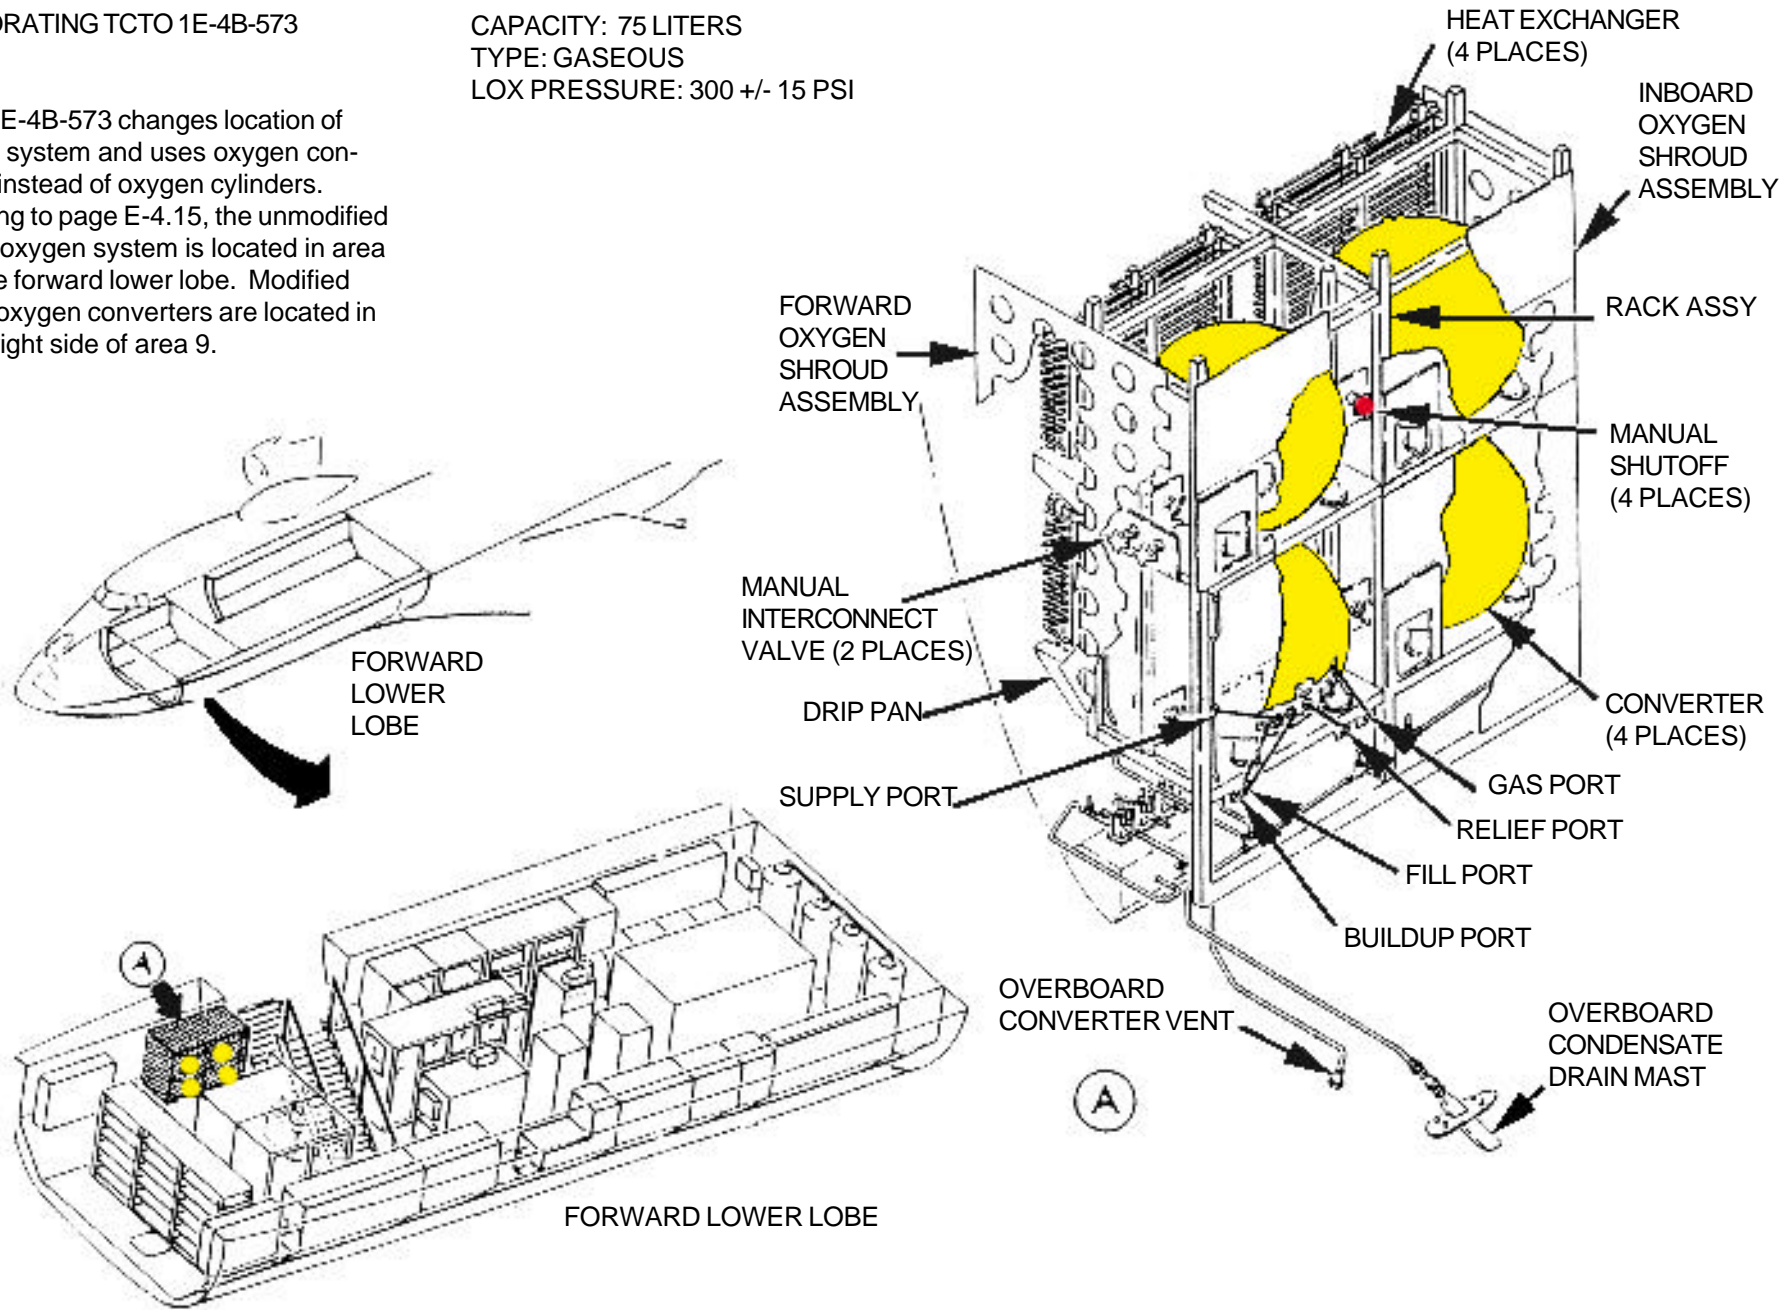 ORATING TCTO 1E-4B-573
E-4B-573 changes location of
system and uses oxygen con-
instead of oxygen cylinders.
ng to page E-4.15, the unmodified
oxygen system is located in area
e forward lower lobe.  Modified
oxygen converters are located in
ight side of area 9.
CAPACITY:  75 LITERS
TYPE: GASEOUS
LOX PRESSURE: 300 +/- 15 PSI
HEAT EXCHANGER
(4 PLACES)
INBOARD
OXYGEN
SHROUD
ASSEMBLY
FORWARD
OXYGEN
SHROUD
ASSEMBLY
RACK ASSY
MANUAL
SHUTOFF
(4 PLACES)
MANUAL
INTERCONNECT
VALVE (2 PLACES)
DRIP PAN
SUPPLY PORT
CONVERTER
(4 PLACES)
GAS PORT
RELIEF PORT
FILL PORT
BUILDUP PORT
OVERBOARD
CONVERTER VENT
OVERBOARD
CONDENSATE
DRAIN MAST
A
FORWARD
LOWER
LOBE
A
FORWARD LOWER LOBE